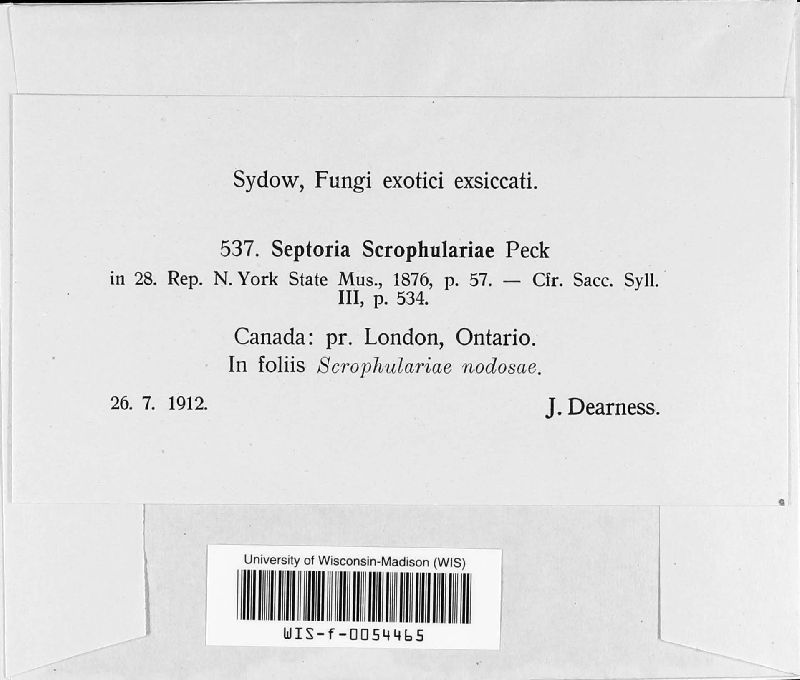 Sydow, Fungi exotici exsiccati.
537. Septoria Scrophulariae Peck
in 28. Rep. N. York State Mus., 1876, p. 57. — Cfr. Sacc. Syll.
III, p. 534.
Canada: pr. London, Ontario.
In foliis Scrophulariae nodosae.
26. 7. 1912. J. Dearness.
University of Wisconsin-Madison (WIS)
WIS-f-0054465